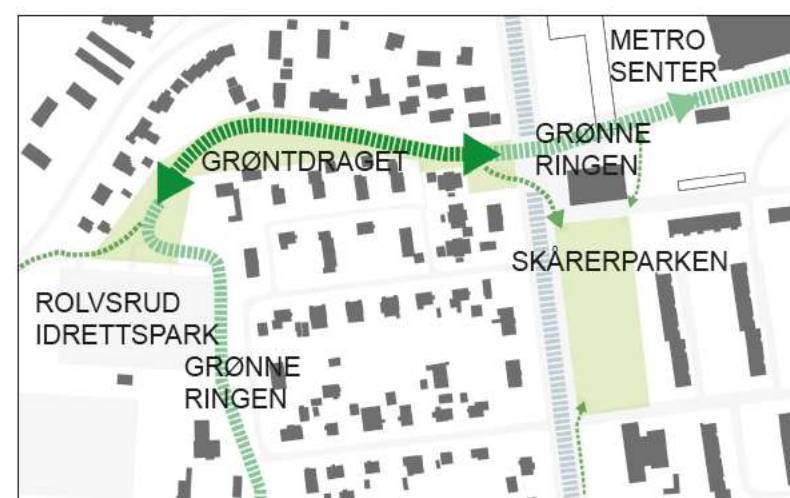 METRO
SENTER
GRØNNE
RINGEN
GRØNTDRAGET
SKÅRERPARKEN
ROLVSRUD
IDRETTSPARK
GRØNNE
RINGEN